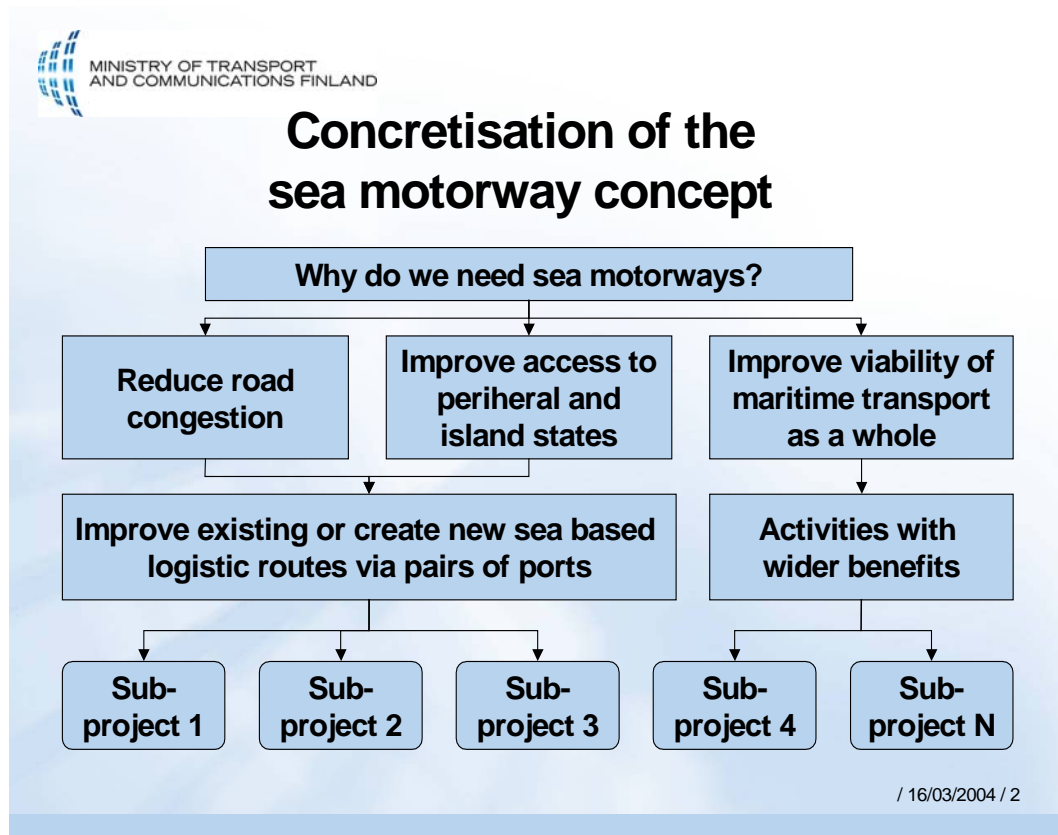 MINISTRY OF TRANSPORT
AND COMMUNICATIONS FINLAND
Concretisation of the
sea motorway concept
Why do we need sea motorways?
Reduce road
congestion
Improve access to
periheral and
island states
Improve viability of
maritime transport
as a whole
Improve existing or create new sea based
logistic routes via pairs of ports
Activities with
wider benefits
Sub-
project 1
Sub-
project 2
Sub-
project 3
Sub-
project 4
Sub-
project N
/ 16/03/2004 / 2